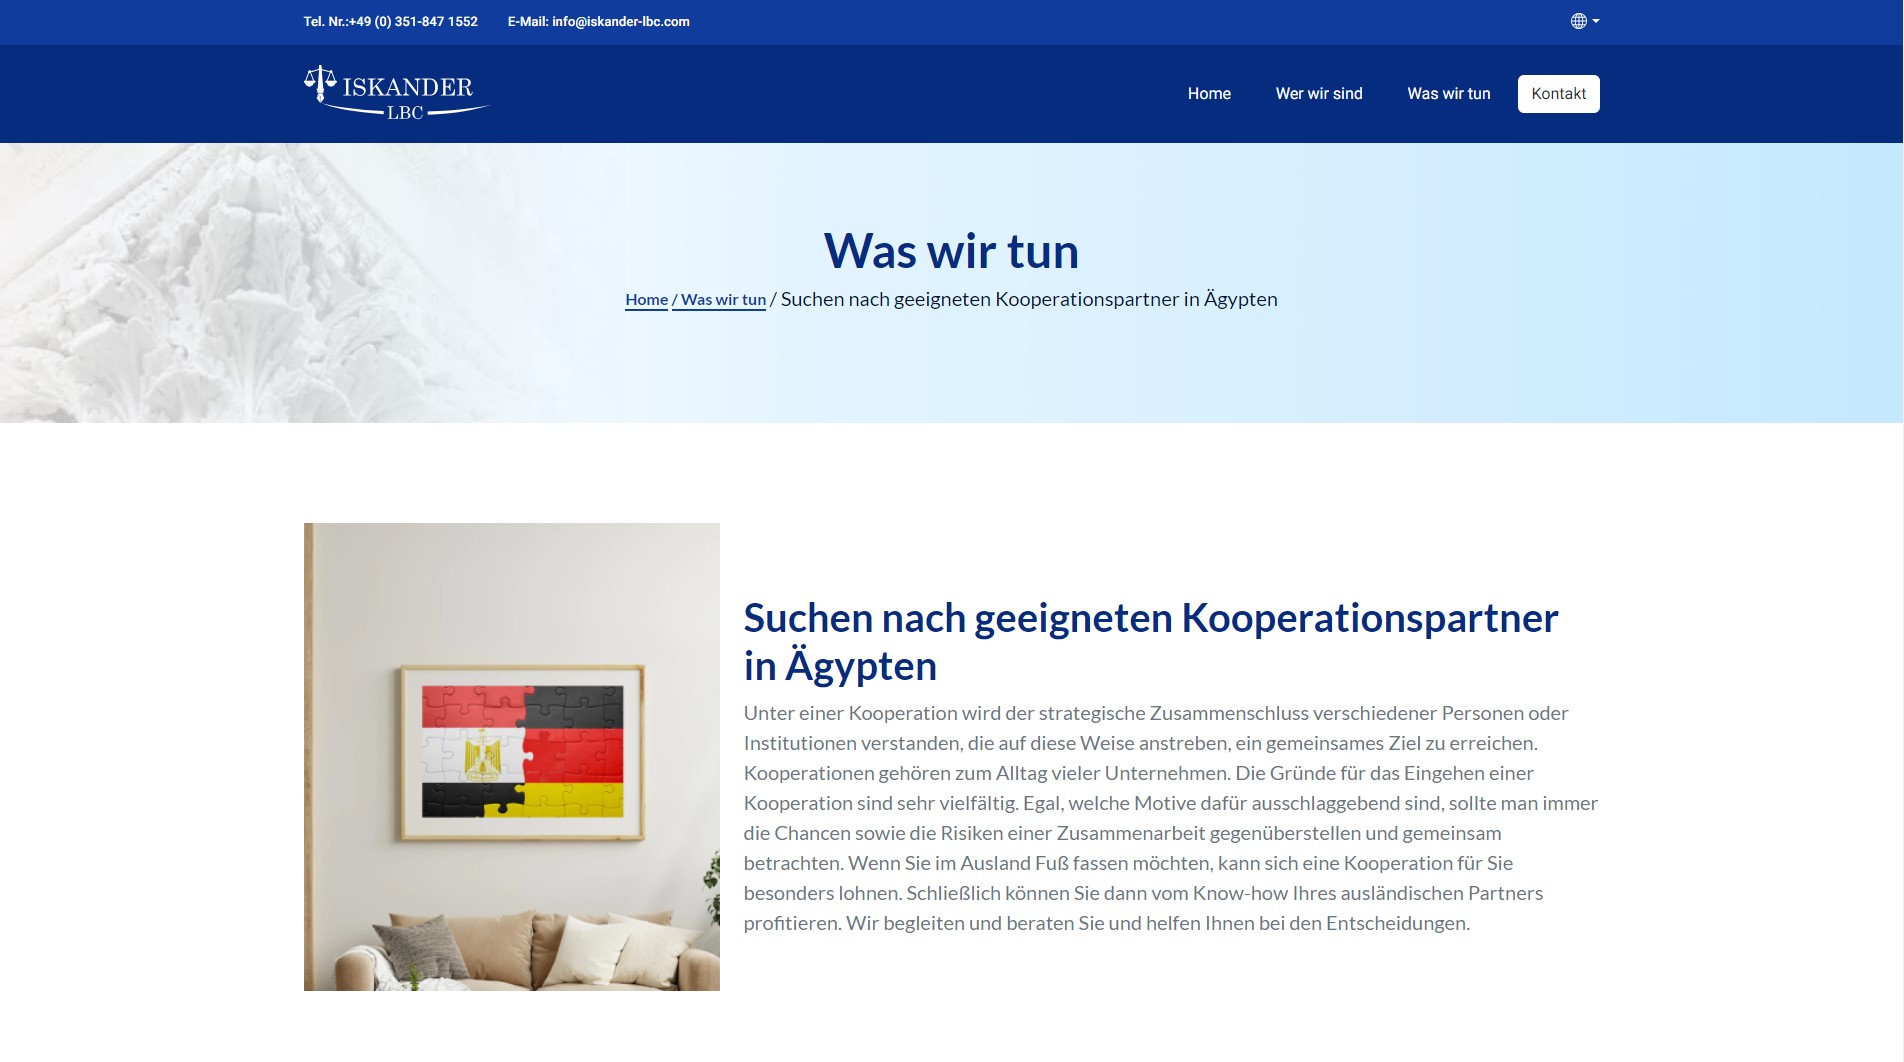 Tel. Nr.:+49 (0) 351-847 1552
E-Mail: info@iskander-lbc.com
ISKANDER
LBC
Home
Wer wir sind
Was wir tun
Kontakt
Was wir tun
Home / Was wir tun / Suchen nach geeigneten Kooperationspartner in Ägypten
Suchen nach geeigneten Kooperationspartner
in Ägypten
Unter einer Kooperation wird der strategische Zusammenschluss verschiedener Personen oder
Institutionen verstanden, die auf diese Weise anstreben, ein gemeinsames Ziel zu erreichen.
Kooperationen gehören zum Alltag vieler Unternehmen. Die Gründe für das Eingehen einer
Kooperation sind sehr vielfältig. Egal, welche Motive dafür ausschlaggebend sind, sollte man immer
die Chancen sowie die Risiken einer Zusammenarbeit gegenüberstellen und gemeinsam
betrachten. Wenn Sie im Ausland Fuß fassen möchten, kann sich eine Kooperation für Sie
besonders lohnen. Schließlich können Sie dann vom Know-how Ihres ausländischen Partners
profitieren. Wir begleiten und beraten Sie und helfen Ihnen bei den Entscheidungen.